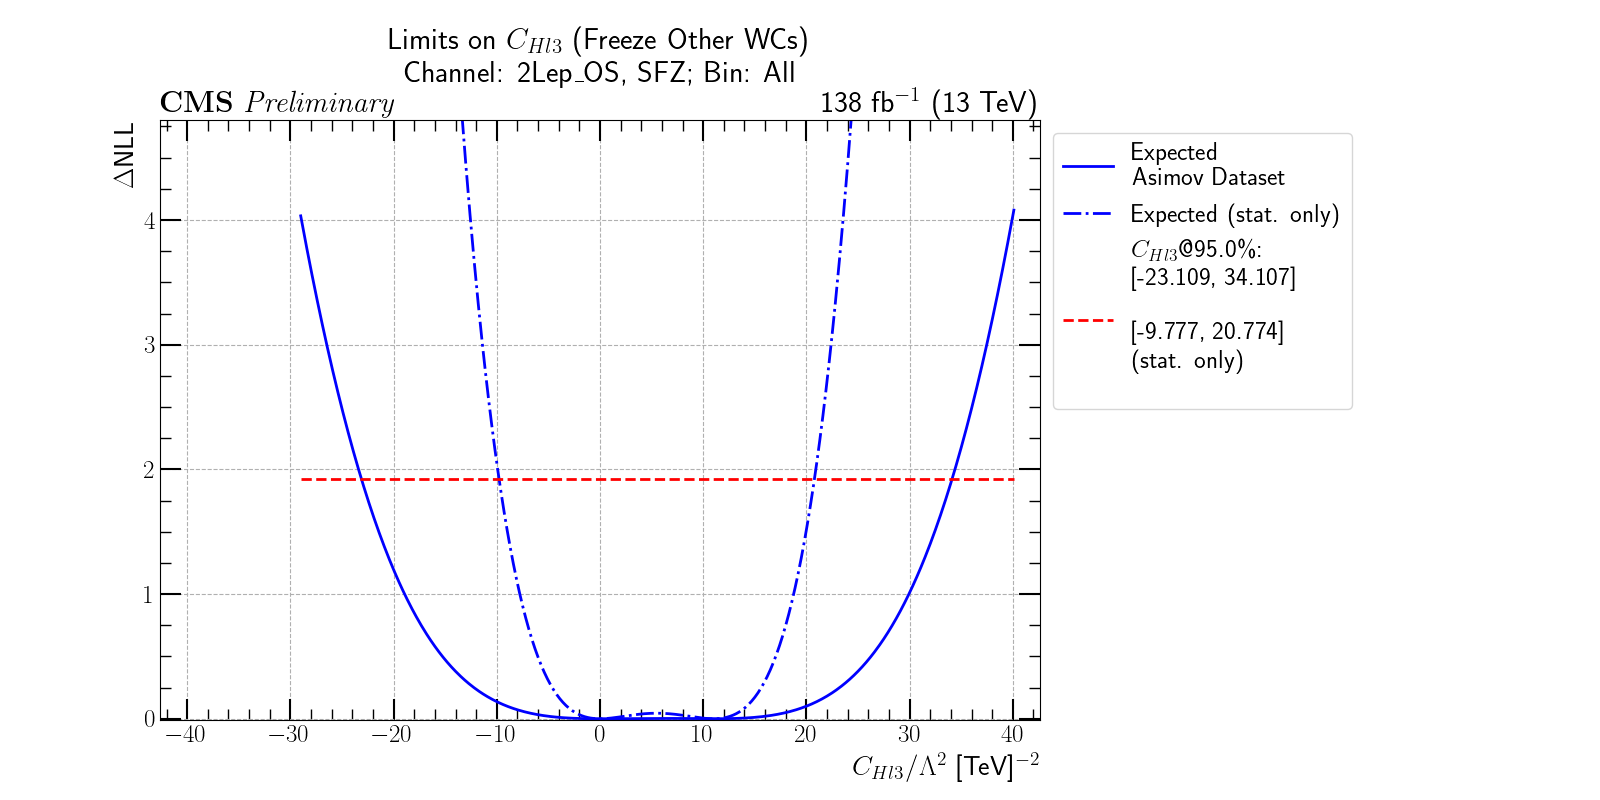 Limits on C_{Hl3} (Freeze Other WCs)
Channel: 2Lep_OS, SFZ; Bin: All
CMS Preliminary
138 fb^{-1} (13 TeV)
ΔNLL
4
3
2
1
0
−40 −30 −20 −10 0 10 20 30 40
C_{Hl3}/Λ^2 [TeV]^{−2}
Expected
Asimov Dataset
Expected (stat. only)
C_{Hl3}@95.0%:
[-23.109, 34.107]
[-9.777, 20.774]
(stat. only)